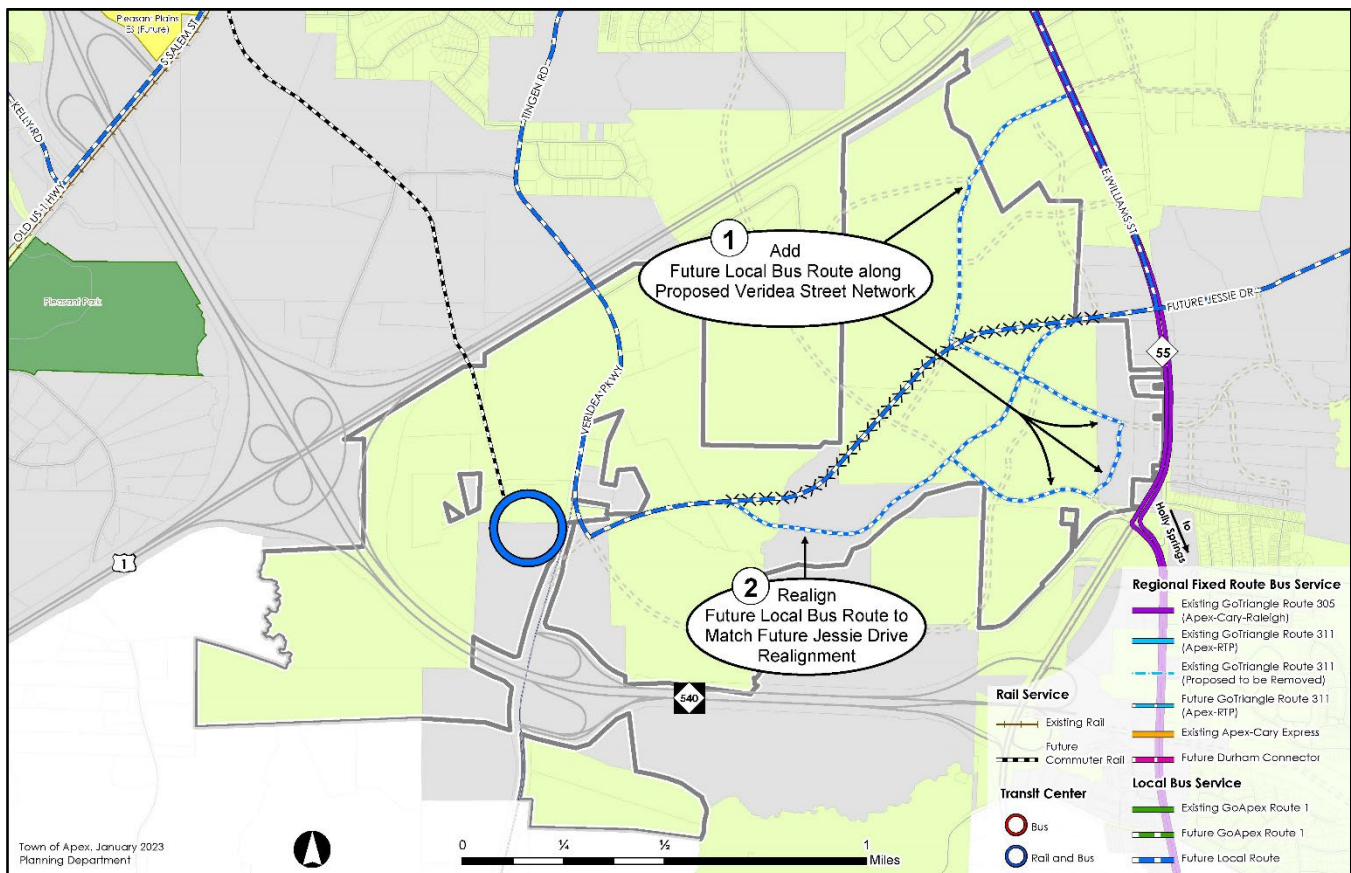 Pleasant Plains
ES (Future)
S SALEM ST
KELLY RD
OLD US 1 HWY
Pleasant Park
TINGEN RD
VERIDEA PKWY
E WILLIAMS ST
FUTURE JESSIE DR
55
1
Add
Future Local Bus Route along
Proposed Veridea Street Network
2
Realign
Future Local Bus Route to
Match Future Jessie Drive
Realignment
to
Holly Springs
1
540
Rail Service
Existing Rail
Future
Commuter Rail
Transit Center
Bus
Rail and Bus
Regional Fixed Route Bus Service
Existing GoTriangle Route 305
(Apex-Cary-Raleigh)
Existing GoTriangle Route 311
(Apex-RTP)
Existing GoTriangle Route 311
(Proposed to be Removed)
Future GoTriangle Route 311
(Apex-RTP)
Existing Apex-Cary Express
Future Durham Connector
Local Bus Service
Existing GoApex Route 1
Future GoApex Route 1
Future Local Route
Town of Apex, January 2023
Planning Department
0 ¼ ½ 1
Miles